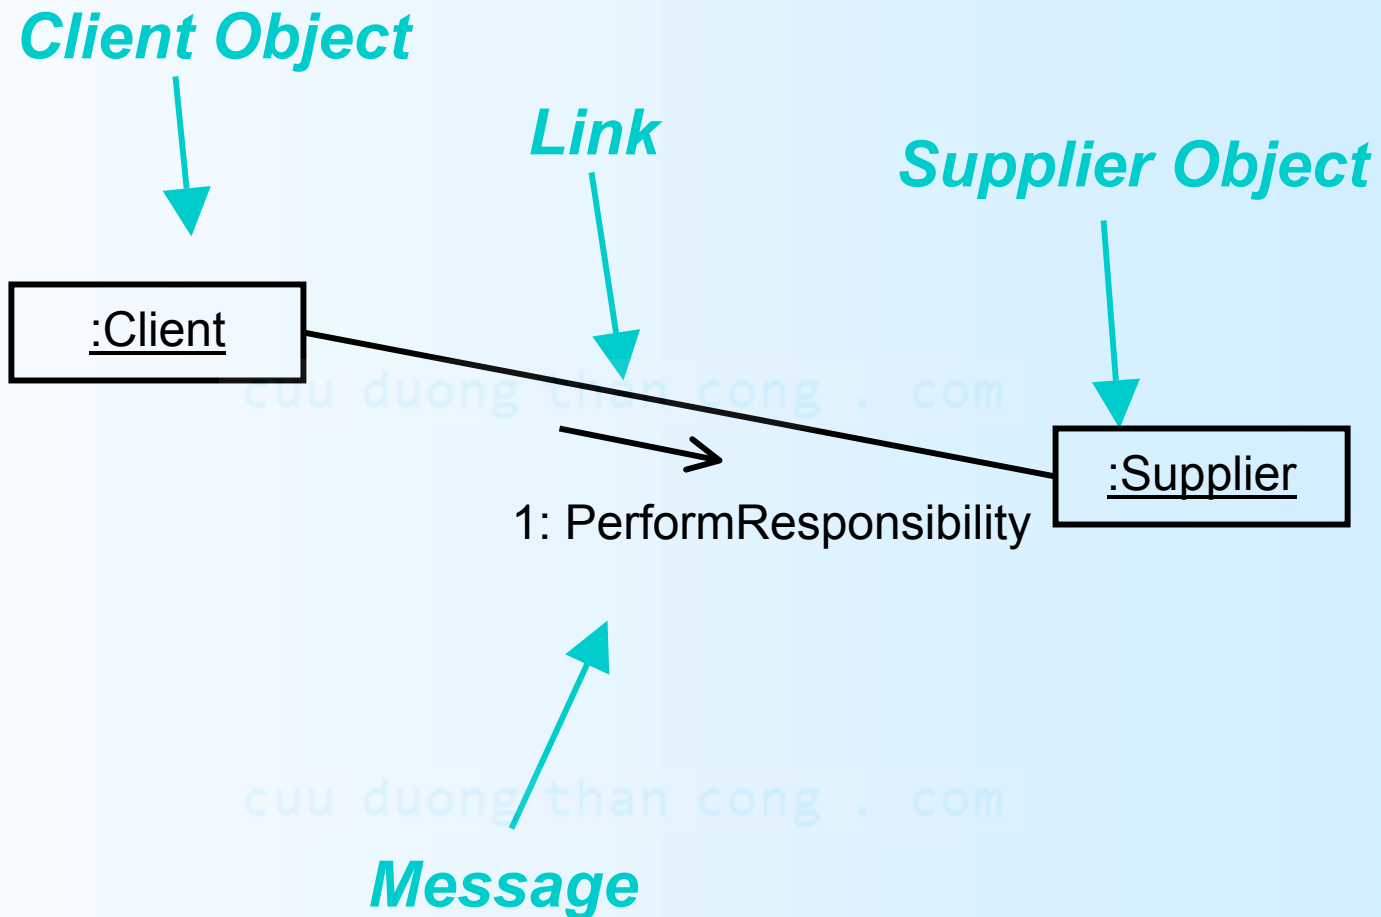 Client Object
Link
Supplier Object
:Client
cuu duong than cong . com
:Supplier
1: PerformResponsibility
cuu duong than cong . com
Message